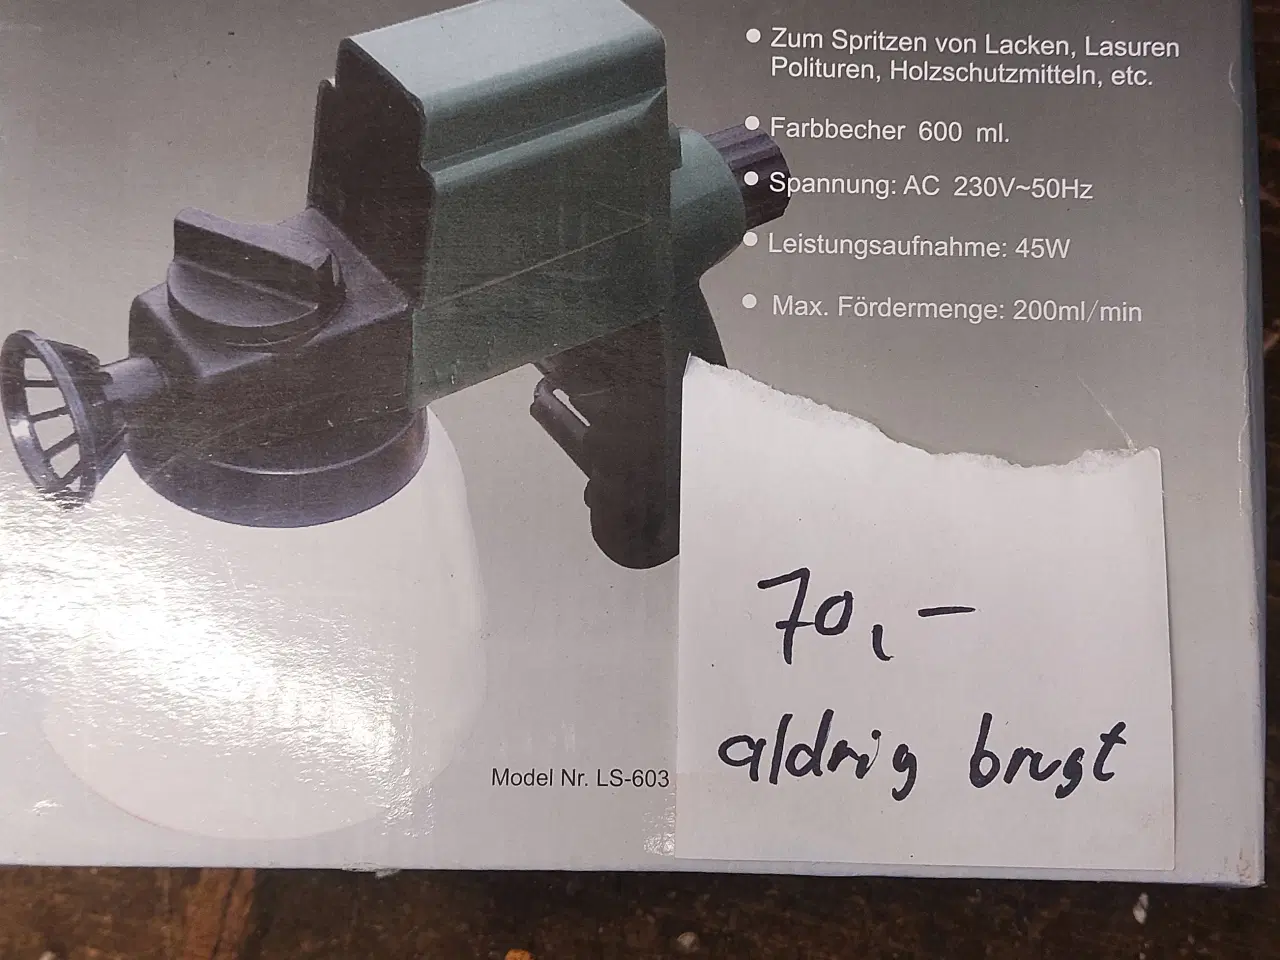 ● Zum Spritzen von Lacken, Lasuren
Polituren, Holzschutzmitteln, etc.
● Farbbecher 600 ml.
● Spannung: AC 230V~50Hz
● Leistungsaufnahme: 45W
● Max. Fördermenge: 200ml/min
70,-
aldrig brugt
Model Nr. LS-603